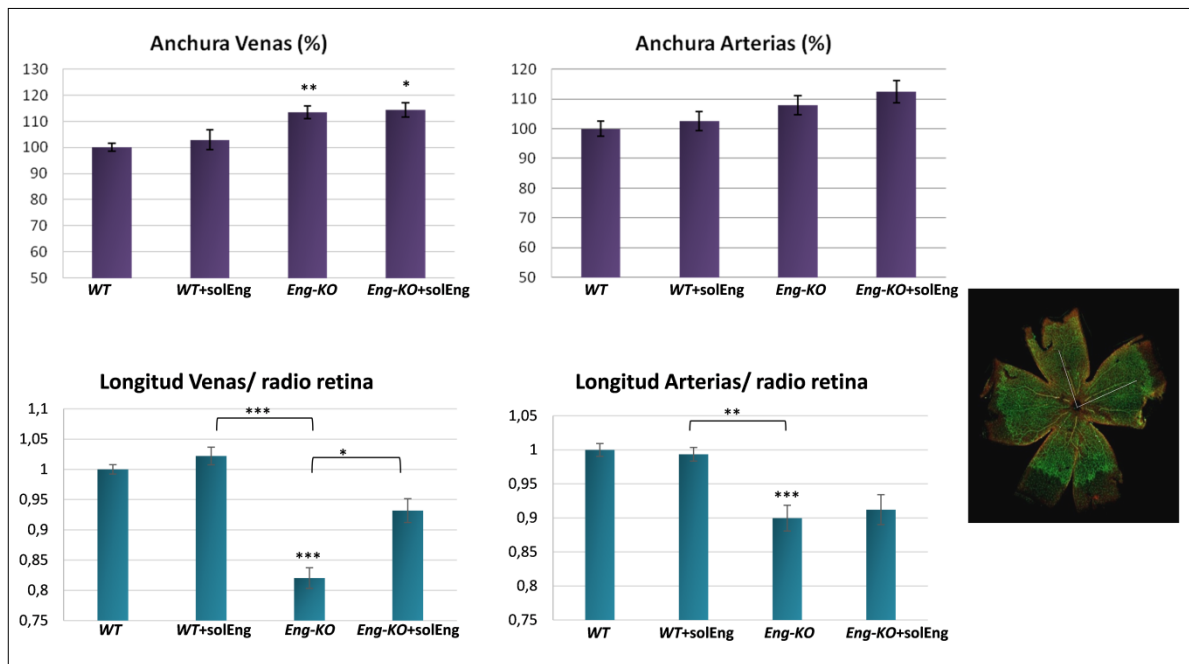 Anchura Venas (%)
130
120
**
*
110
100
90
80
70
60
50
WT
WT+solEng
Eng-KO
Eng-KO+solEng
Anchura Arterias (%)
120
110
100
90
80
70
60
50
WT
WT+solEng
Eng-KO
Eng-KO+solEng
Longitud Venas/ radio retina
1,1
1,05
1
0,95
0,9
0,85
0,8
0,75
***
*
***
WT
WT+solEng
Eng-KO
Eng-KO+solEng
Longitud Arterias/ radio retina
1,05
1
0,95
0,9
0,85
0,8
0,75
**
***
WT
WT+solEng
Eng-KO
Eng-KO+solEng